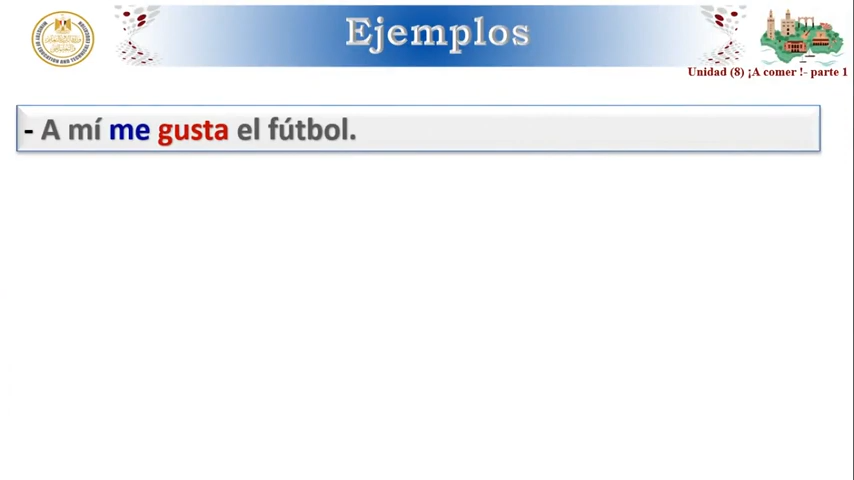 Ejemplos
Unidad (8) ¡A comer !- parte 1
- A mí me gusta el fútbol.